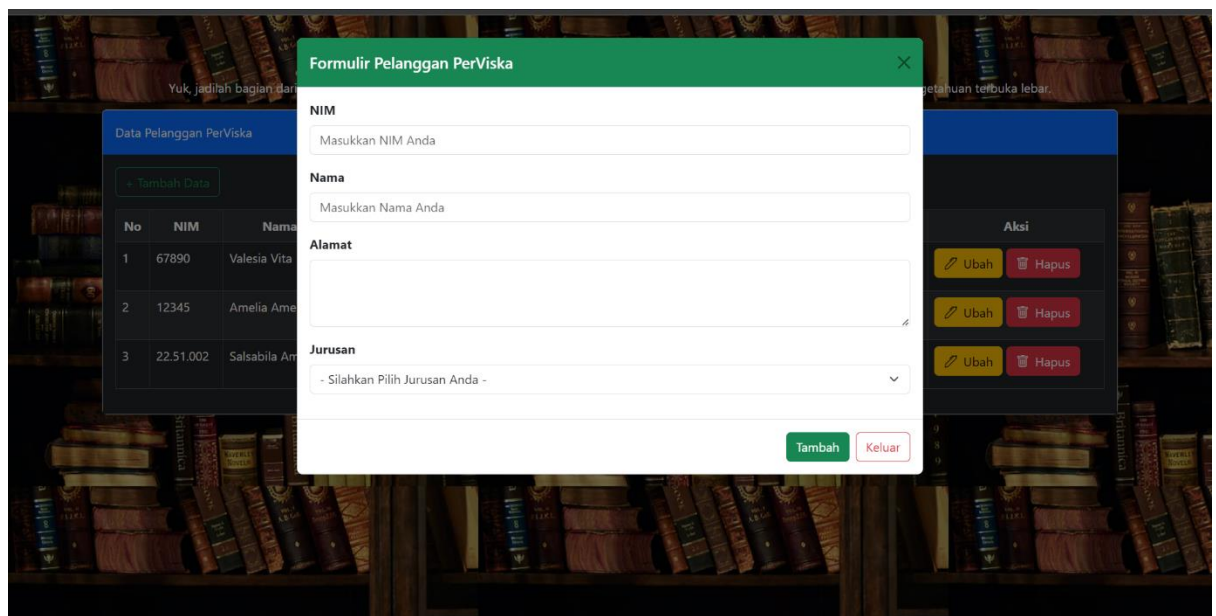 Formulir Pelanggan PerViska
Yuk, jadilah bagian dari
getahuan terbuka lebar.
NIM
Masukkan NIM Anda
Nama
Masukkan Nama Anda
Alamat
Jurusan
- Silahkan Pilih Jurusan Anda -
Tambah Keluar
Data Pelanggan PerViska
+ Tambah Data
No NIM Nama Aksi
1 67890 Valesia Vita Ubah Hapus
2 12345 Amelia Ame Ubah Hapus
3 22.51.002 Salsabila Am Ubah Hapus
Britannica
Britannica